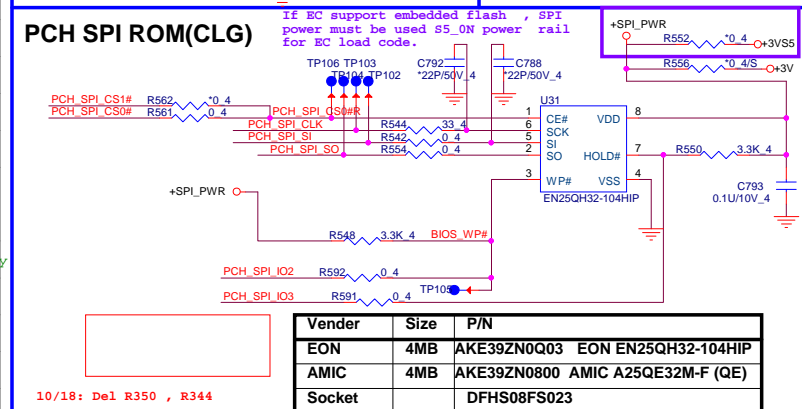 PCH SPI ROM(CLG)
If EC support embedded flash , SPI
power must be used S5_0N power rail
for EC load code.
+SPI_PWR
R552 *0_4 +3VS5
R556 *0_4/S +3V
C792
*22P/50V_4
C788
*22P/50V_4
TP106 TP103
TP104 TP102
PCH_SPI_CS1# R562 *0_4
PCH_SPI_CS0# R561 0_4
PCH_SPI_CS0#R
PCH_SPI_CLK R544 33_4
PCH_SPI_SI R542 0_4
PCH_SPI_SO R554 0_4
U31
1 CE# VDD 8
6 SCK
5 SI
2 SO HOLD# 7
3 WP# VSS 4
EN25QH32-104HIP
R550 3.3K_4
C793
0.1U/10V_4
+SPI_PWR
R548 3.3K_4 BIOS_WP#
PCH_SPI_IO2 R592 0_4
TP105
PCH_SPI_IO3 R591 0_4
Vender Size P/N
EON 4MB AKE39ZN0Q03 EON EN25QH32-104HIP
AMIC 4MB AKE39ZN0800 AMIC A25QE32M-F (QE)
Socket DFHS08FS023
10/18: Del R350 , R344